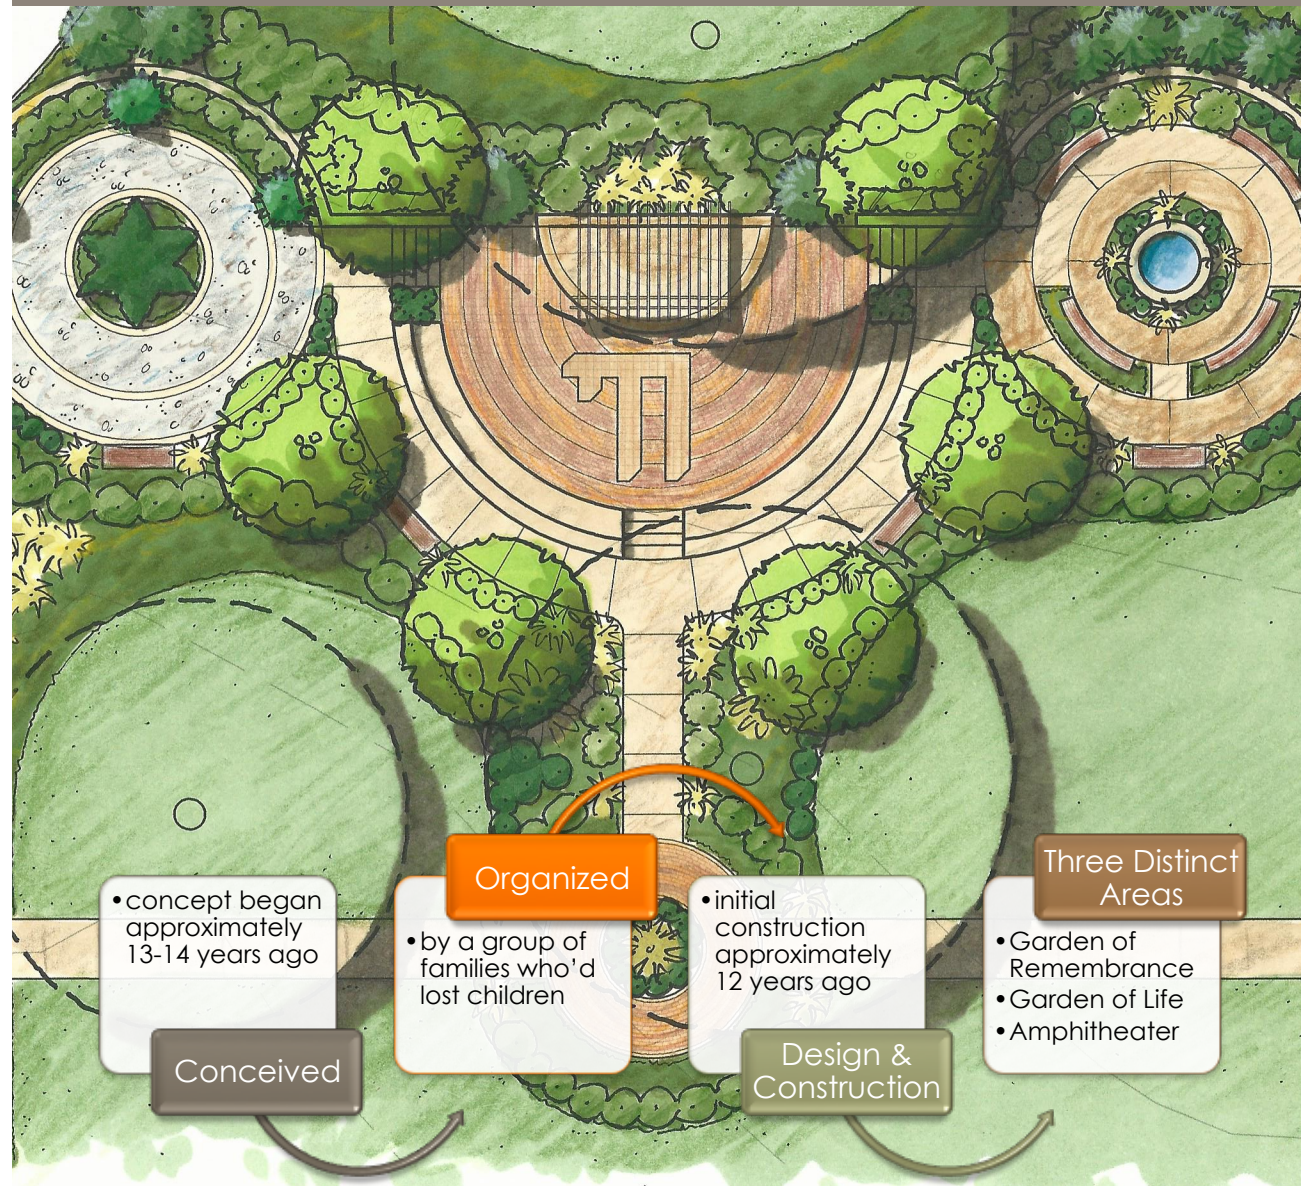 • concept began
approximately
13-14 years ago
Conceived
Organized
• by a group of
families who'd
lost children
• initial
construction
approximately
12 years ago
Design &
Construction
Three Distinct
Areas
• Garden of
Remembrance
• Garden of Life
• Amphitheater